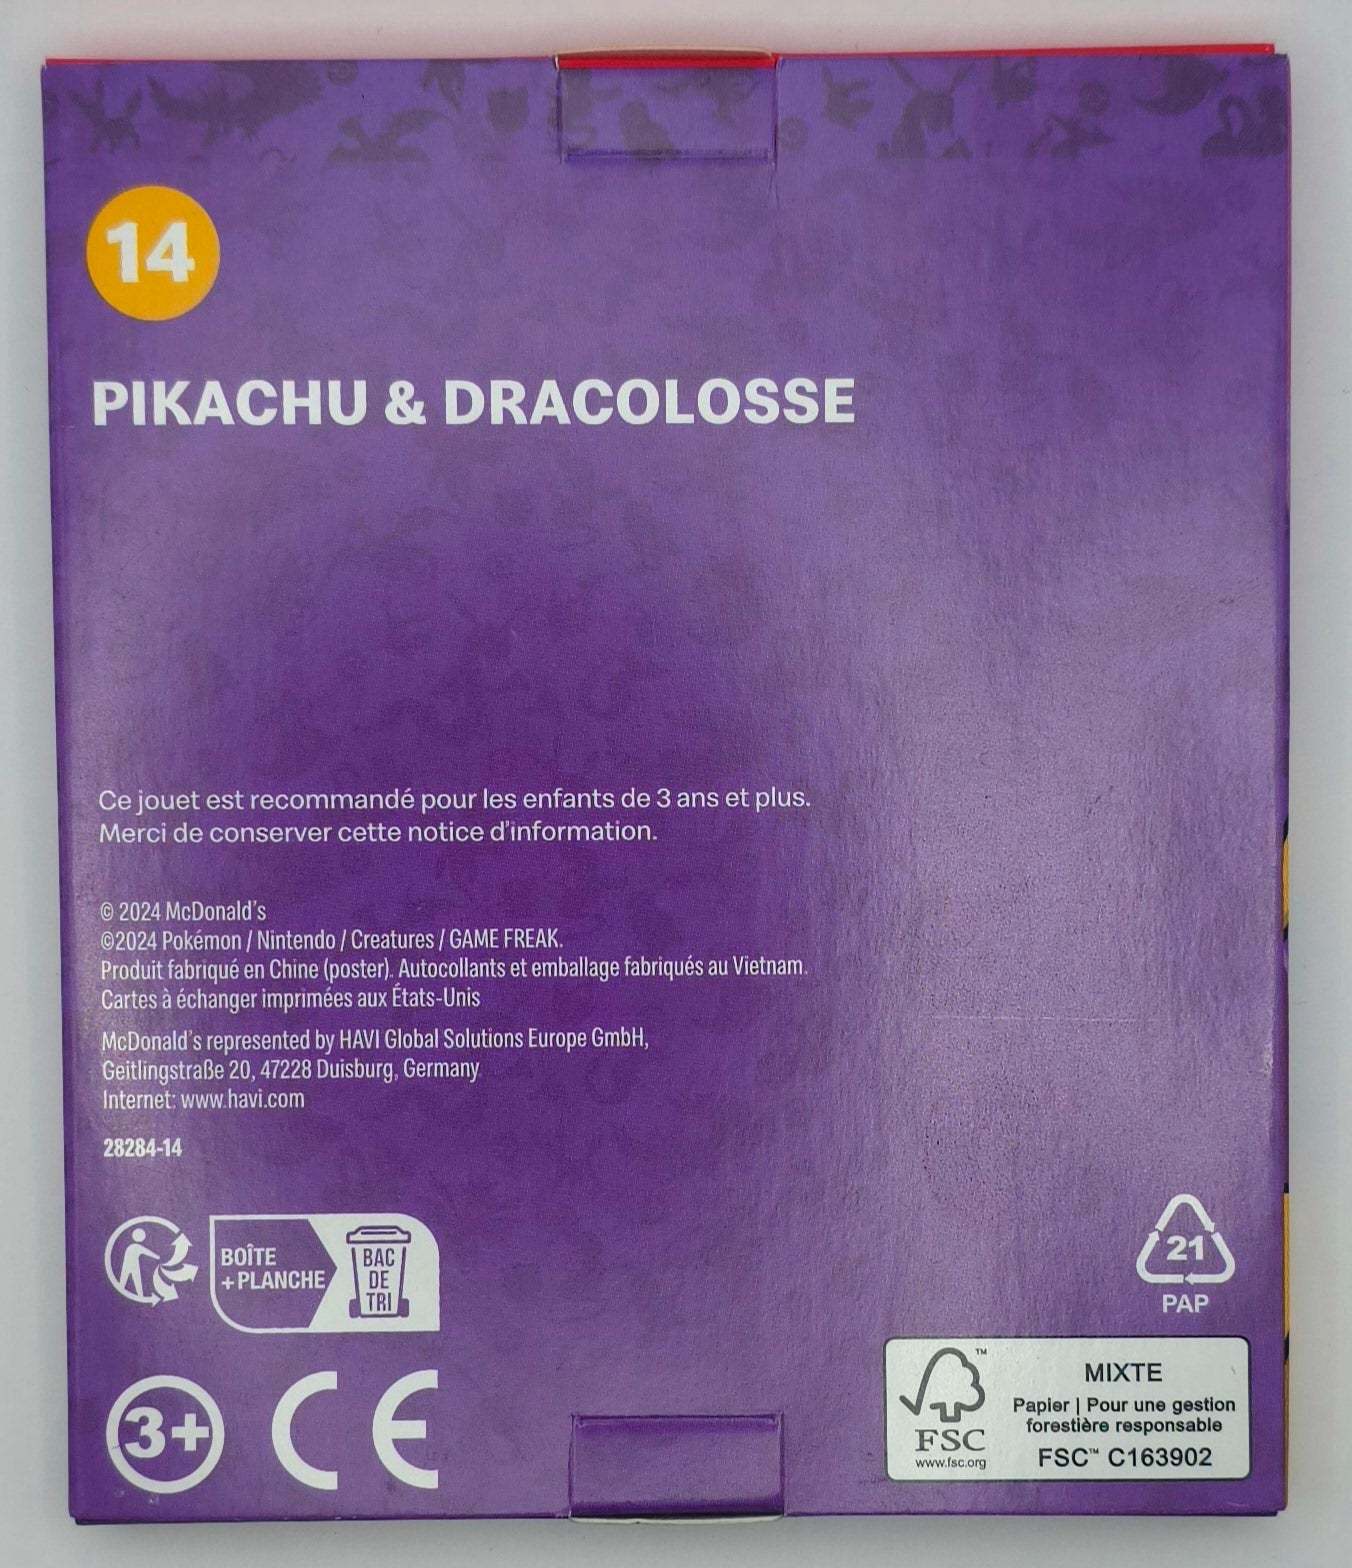 14
PIKACHU & DRACOLOSSE
Ce jouet est recommandé pour les enfants de 3 ans et plus.
Merci de conserver cette notice d'information.
© 2024 McDonald's
©2024 Pokémon / Nintendo / Creatures / GAME FREAK.
Produit fabriqué en Chine (poster). Autocollants et emballage fabriqués au Vietnam.
Cartes à échanger imprimées aux États-Unis
McDonald's represented by HAVI Global Solutions Europe GmbH,
Geitlingstraße 20, 47228 Duisburg, Germany
Internet: www.havi.com
28284-14
BOÎTE
+ PLANCHE
BAC
DE
TRI
21
PAP
3+
CE
™
FSC
www.fsc.org
MIXTE
Papier | Pour une gestion
forestière responsable
FSC™ C163902